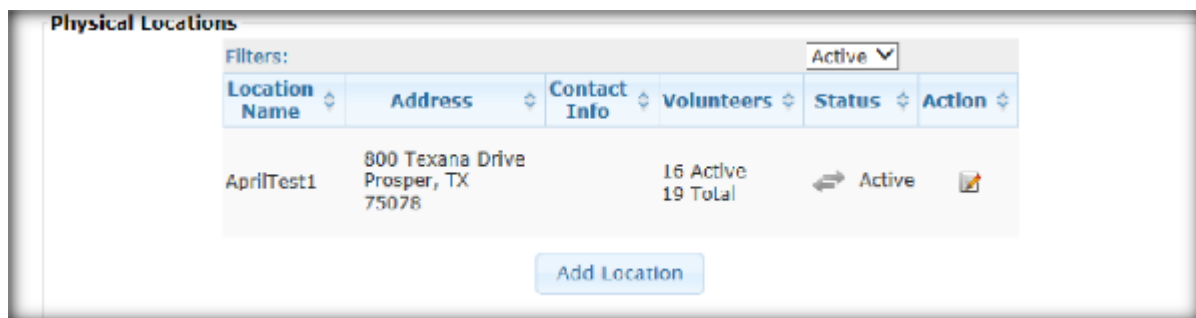 Physical Locations
Filters: Active
Location Name Address Contact Info Volunteers Status Action
AprilTest1 800 Texana Drive
Prosper, TX
75078 16 Active
19 Total Active
Add Location